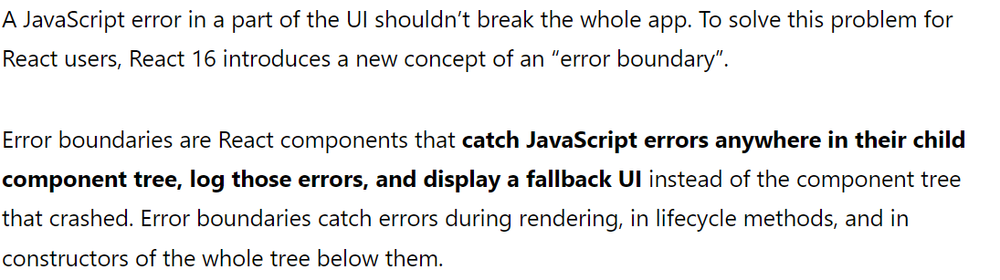 A JavaScript error in a part of the UI shouldn’t break the whole app. To solve this problem for
React users, React 16 introduces a new concept of an “error boundary”.
Error boundaries are React components that catch JavaScript errors anywhere in their child
component tree, log those errors, and display a fallback UI instead of the component tree
that crashed. Error boundaries catch errors during rendering, in lifecycle methods, and in
constructors of the whole tree below them.